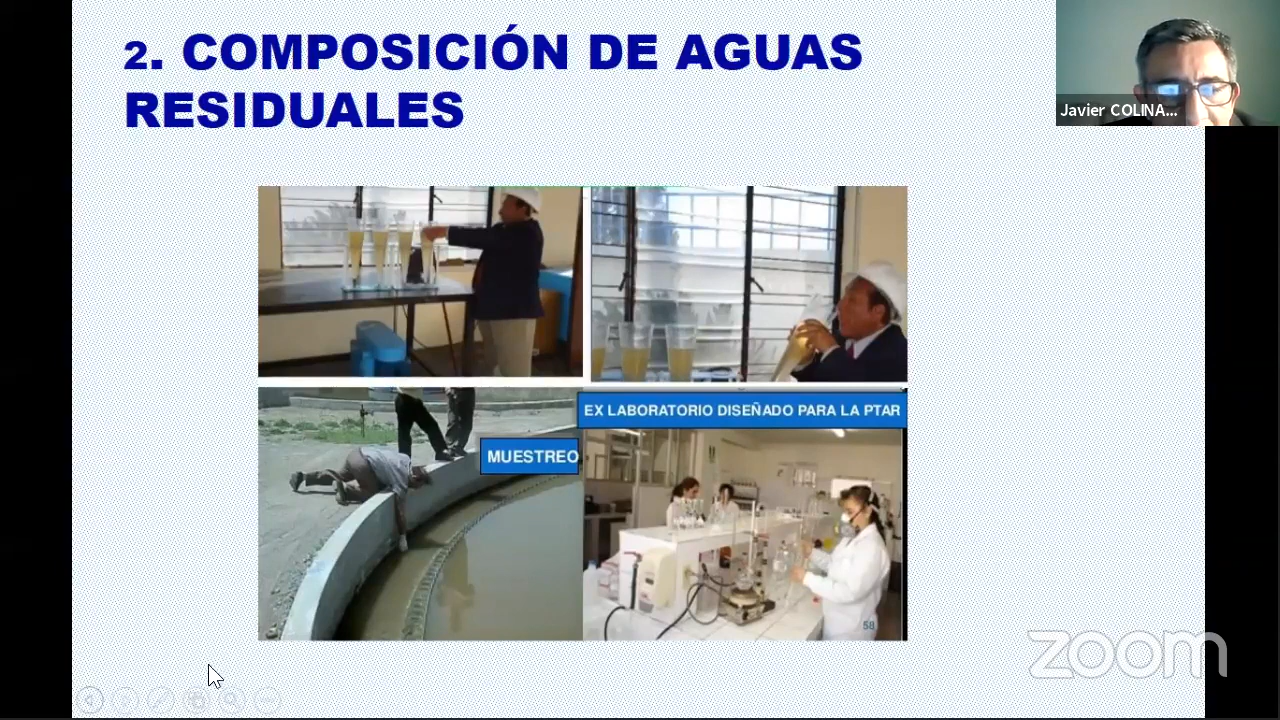 2. COMPOSICIÓN DE AGUAS
RESIDUALES
Javier COLINA...
EX LABORATORIO DISEÑADO PARA LA PTAR
MUESTREO
58
zoom